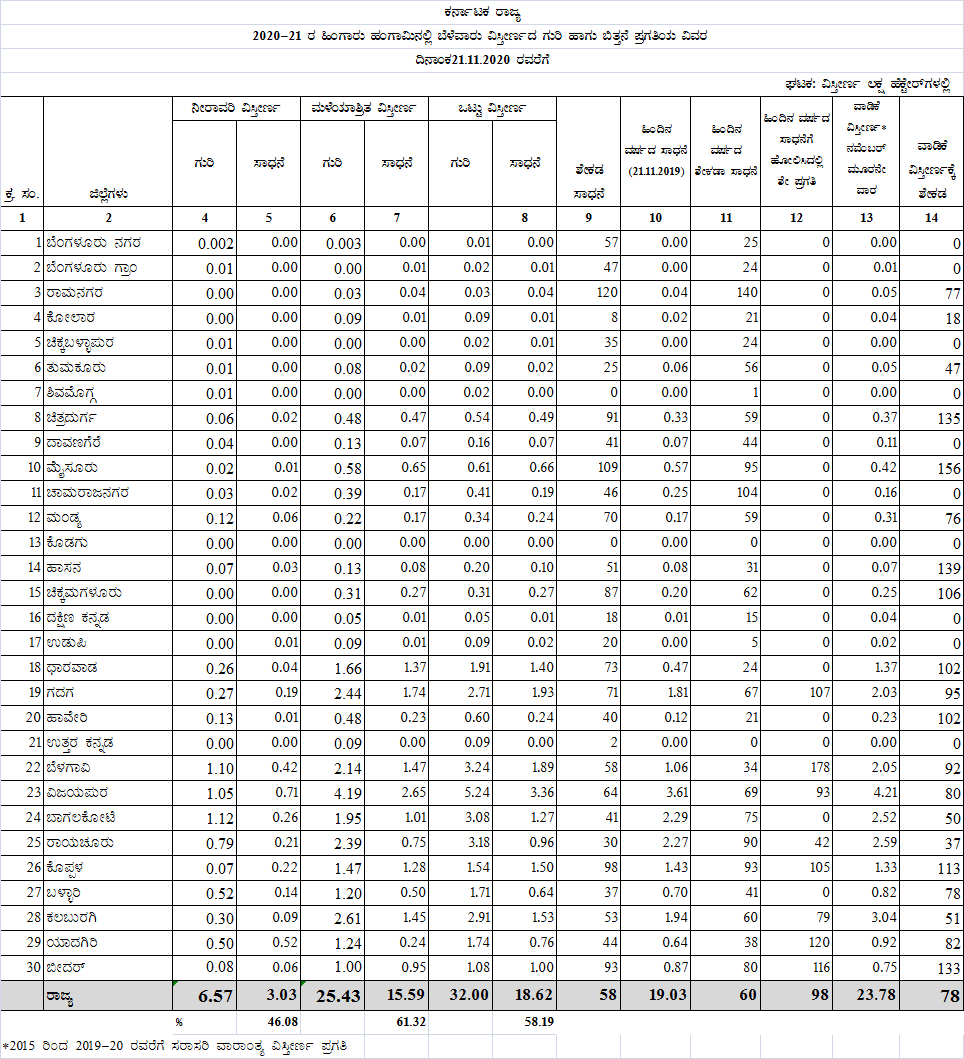 ಕರ್ನಾಟಕ ರಾಜ್ಯ
2020–21 ರ ಹಿಂಗಾರು ಹಂಗಾಮಿನಲ್ಲಿ ಬೆಳೆವಾರು ವಿಸ್ತೀರ್ಣದ ಗುರಿ ಹಾಗು ಬಿತ್ತನೆ ಪ್ರಗತಿಯ ವಿವರ
ದಿನಾಂಕ21.11.2020 ರವರೆಗೆ
ಘಟಕ: ವಿಸ್ತೀರ್ಣ ಲಕ್ಷ ಹೆಕ್ಟೇರ್‌ಗಳಲ್ಲಿ
ಕ್ರ. ಸಂ. ಜಿಲ್ಲೆಗಳು ನೀರಾವರಿ ವಿಸ್ತೀರ್ಣ ಮಳೆಯಾಶ್ರಿತ ವಿಸ್ತೀರ್ಣ ಒಟ್ಟು ವಿಸ್ತೀರ್ಣ ಶೇಕಡ ಸಾಧನೆ ಹಿಂದಿನ ವರ್ಷದ ಸಾಧನೆ (21.11.2019) ಹಿಂದಿನ ವರ್ಷದ ಶೇಕಡಾ ಸಾಧನೆ ಹಿಂದಿನ ವರ್ಷದ ಸಾಧನೆಗೆ ಹೋಲಿಸಿದಲ್ಲಿ ಶೇ ಪ್ರಗತಿ ವಾಡಿಕೆ ವಿಸ್ತೀರ್ಣ* ನವೆಂಬರ್ ಮೂರನೇ ವಾರ ವಾಡಿಕೆ ವಿಸ್ತೀರ್ಣಕ್ಕೆ ಶೇಕಡ
ಗುರಿ ಸಾಧನೆ ಗುರಿ ಸಾಧನೆ ಗುರಿ ಸಾಧನೆ
1 2 4 5 6 7 8 9 10 11 12 13 14
1 ಬೆಂಗಳೂರು ನಗರ 0.002 0.00 0.003 0.00 0.01 0.00 57 0.00 25 0 0.00 0
2 ಬೆಂಗಳೂರು ಗ್ರಾಂ 0.01 0.00 0.00 0.01 0.02 0.01 47 0.00 24 0 0.01 0
3 ರಾಮನಗರ 0.00 0.00 0.03 0.04 0.03 0.04 120 0.04 140 0 0.05 77
4 ಕೋಲಾರ 0.00 0.00 0.09 0.01 0.09 0.01 8 0.02 21 0 0.04 18
5 ಚಿಕ್ಕಬಳ್ಳಾಪುರ 0.01 0.00 0.00 0.00 0.02 0.01 35 0.00 24 0 0.00 0
6 ತುಮಕೂರು 0.01 0.00 0.08 0.02 0.09 0.02 25 0.06 56 0 0.05 47
7 ಶಿವಮೊಗ್ಗ 0.01 0.00 0.00 0.00 0.02 0.00 0 0.00 1 0 0.00 0
8 ಚಿತ್ರದುರ್ಗ 0.06 0.02 0.48 0.47 0.54 0.49 91 0.33 59 0 0.37 135
9 ದಾವಣಗೆರೆ 0.04 0.00 0.13 0.07 0.16 0.07 41 0.07 44 0 0.11 0
10 ಮೈಸೂರು 0.02 0.01 0.58 0.65 0.61 0.66 109 0.57 95 0 0.42 156
11 ಚಾಮರಾಜನಗರ 0.03 0.02 0.39 0.17 0.41 0.19 46 0.25 104 0 0.16 0
12 ಮಂಡ್ಯ 0.12 0.06 0.22 0.17 0.34 0.24 70 0.17 59 0 0.31 76
13 ಕೊಡಗು 0.00 0.00 0.00 0.00 0.00 0.00 0 0.00 0 0 0.00 0
14 ಹಾಸನ 0.07 0.03 0.13 0.08 0.20 0.10 51 0.08 31 0 0.07 139
15 ಚಿಕ್ಕಮಗಳೂರು 0.00 0.00 0.31 0.27 0.31 0.27 87 0.20 62 0 0.25 106
16 ದಕ್ಷಿಣ ಕನ್ನಡ 0.00 0.00 0.05 0.01 0.05 0.01 18 0.01 15 0 0.04 0
17 ಉಡುಪಿ 0.00 0.01 0.09 0.01 0.09 0.02 20 0.00 5 0 0.02 0
18 ಧಾರವಾಡ 0.26 0.04 1.66 1.37 1.91 1.40 73 0.47 24 0 1.37 102
19 ಗದಗ 0.27 0.19 2.44 1.74 2.71 1.93 71 1.81 67 107 2.03 95
20 ಹಾವೇರಿ 0.13 0.01 0.48 0.23 0.60 0.24 40 0.12 21 0 0.23 102
21 ಉತ್ತರ ಕನ್ನಡ 0.00 0.00 0.09 0.00 0.09 0.00 2 0.00 0 0 0.00 0
22 ಬೆಳಗಾವಿ 1.10 0.42 2.14 1.47 3.24 1.89 58 1.06 34 178 2.05 92
23 ವಿಜಯಪುರ 1.05 0.71 4.19 2.65 5.24 3.36 64 3.61 69 93 4.21 80
24 ಬಾಗಲಕೋಟೆ 1.12 0.26 1.95 1.01 3.08 1.27 41 2.29 75 0 2.52 50
25 ರಾಯಚೂರು 0.79 0.21 2.39 0.75 3.18 0.96 30 2.27 90 42 2.59 37
26 ಕೊಪ್ಪಳ 0.07 0.22 1.47 1.28 1.54 1.50 98 1.43 93 105 1.33 113
27 ಬಳ್ಳಾರಿ 0.52 0.14 1.20 0.50 1.71 0.64 37 0.70 41 0 0.82 78
28 ಕಲಬುರಗಿ 0.30 0.09 2.61 1.45 2.91 1.53 53 1.94 60 79 3.04 51
29 ಯಾದಗಿರಿ 0.50 0.52 1.24 0.24 1.74 0.76 44 0.64 38 120 0.92 82
30 ಬೀದರ್ 0.08 0.06 1.00 0.95 1.08 1.00 93 0.87 80 116 0.75 133
ರಾಜ್ಯ 6.57 3.03 25.43 15.59 32.00 18.62 58 19.03 60 98 23.78 78
% 46.08 61.32 58.19
*2015 ರಿಂದ 2019–20 ರವರೆಗೆ ಸರಾಸರಿ ವಾರಾಂತ್ಯ ವಿಸ್ತೀರ್ಣ ಪ್ರಗತಿ